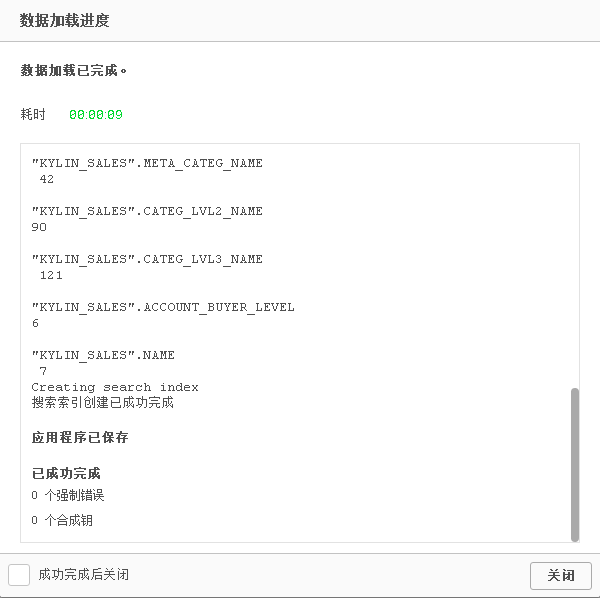 数据加载进度
数据加载已完成。
耗时 00:00:09
"KYLIN_SALES".META_CATEG_NAME
42
"KYLIN_SALES".CATEG_LVL2_NAME
90
"KYLIN_SALES".CATEG_LVL3_NAME
121
"KYLIN_SALES".ACCOUNT_BUYER_LEVEL
6
"KYLIN_SALES".NAME
7
Creating search index
搜索索引创建已成功完成
应用程序已保存
已成功完成
0 个强制错误
0 个合成钥
成功完成后关闭 关闭